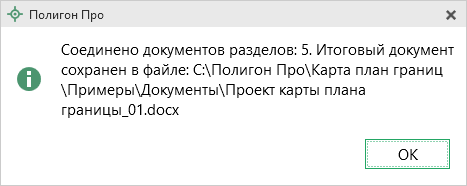 Полигон Про
Соединено документов разделов: 5. Итоговый документ
сохранен в файле: C:\Полигон Про\Карта план границ
\Примеры\Документы\Проект карты плана
границы_01.docx
ОК